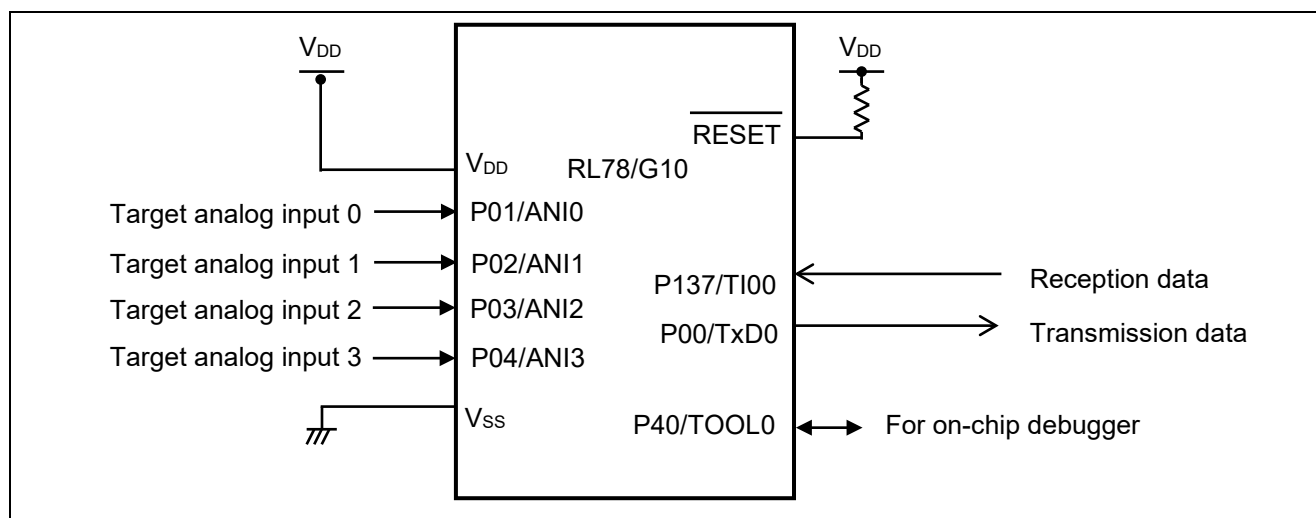 VDD
VDD
RESET
VDD
RL78/G10
Target analog input 0
P01/ANI0
Target analog input 1
P02/ANI1
P137/TI00
Reception data
Target analog input 2
P03/ANI2
P00/TxD0
Transmission data
Target analog input 3
P04/ANI3
VSS
P40/TOOL0
For on-chip debugger